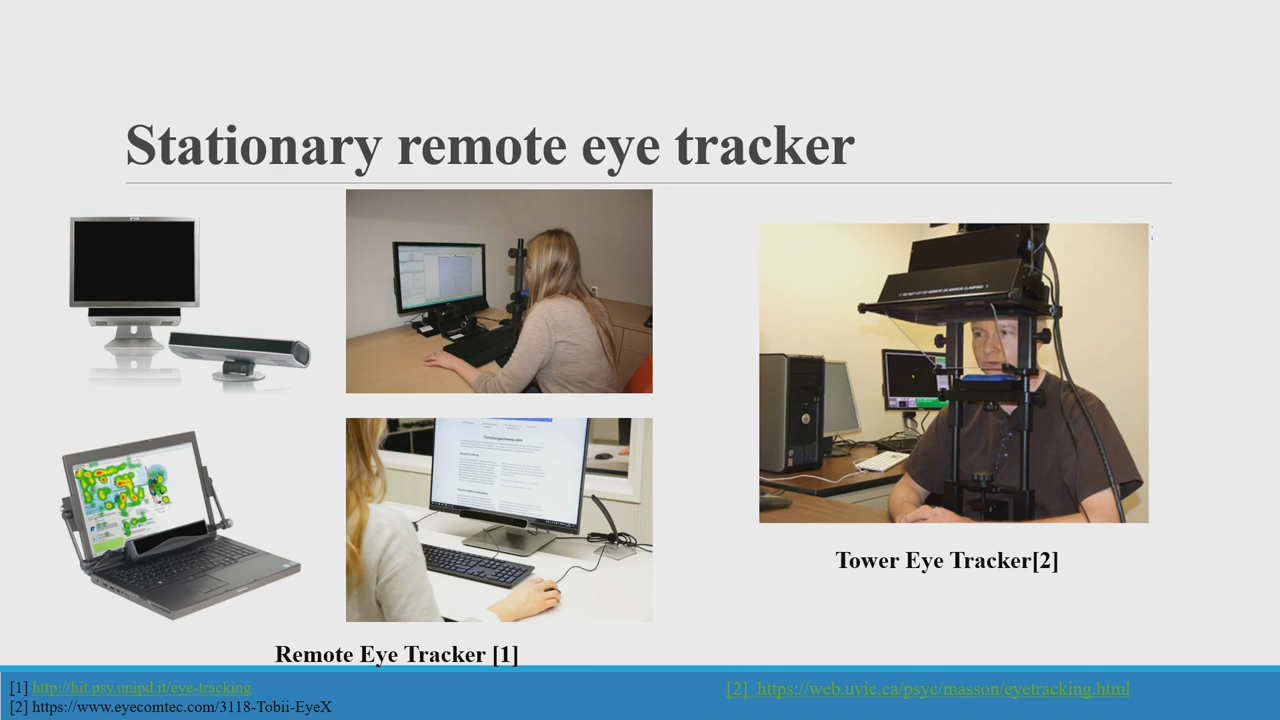 Stationary remote eye tracker
Remote Eye Tracker [1]
Tower Eye Tracker[2]
[1] http://hit.psy.unipd.it/eye-tracking
[2] https://www.eyecomtec.com/3118-Tobii-EyeX
[2] https://web.uvic.ca/psyc/masson/eyetracking.html